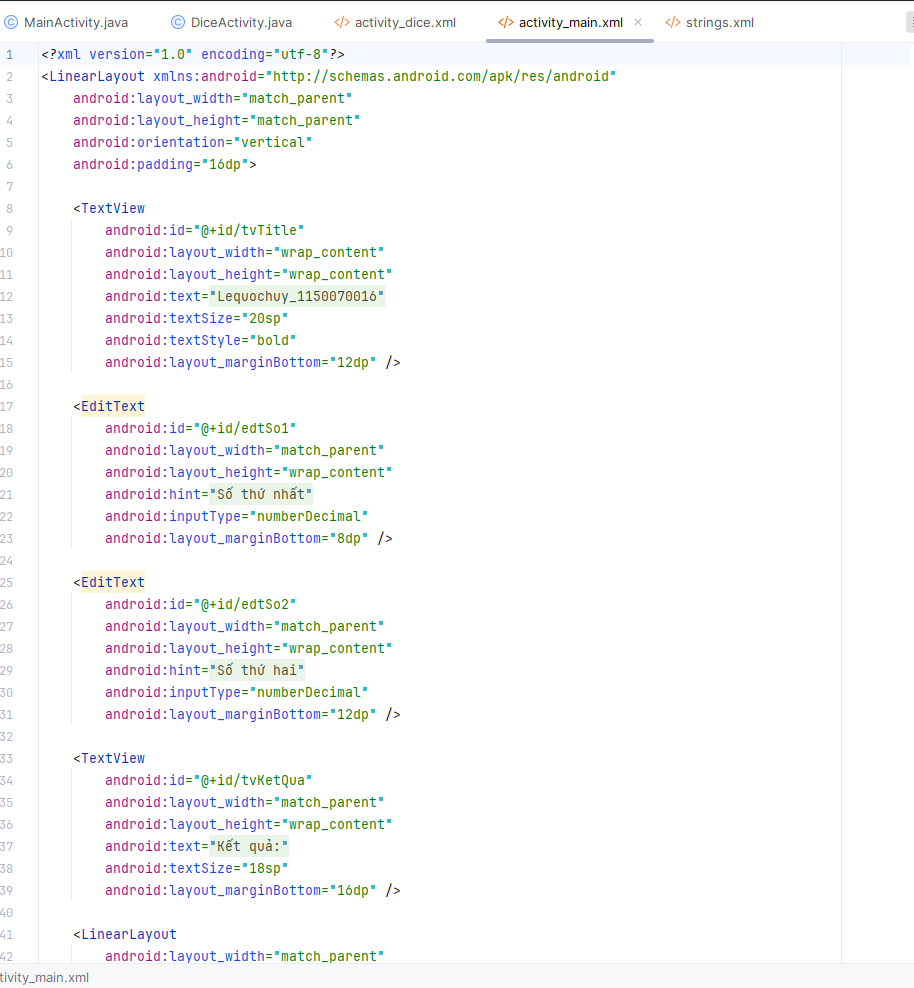 MainActivity.java DiceActivity.java activity_dice.xml activity_main.xml strings.xml
1 <?xml version="1.0" encoding="utf-8"?>
2 <LinearLayout xmlns:android="http://schemas.android.com/apk/res/android"
3 android:layout_width="match_parent"
4 android:layout_height="match_parent"
5 android:orientation="vertical"
6 android:padding="16dp">
7
8 <TextView
9 android:id="@+id/tvTitle"
10 android:layout_width="wrap_content"
11 android:layout_height="wrap_content"
12 android:text="Lequochuy_1150070016"
13 android:textSize="20sp"
14 android:textStyle="bold"
15 android:layout_marginBottom="12dp" />
16
17 <EditText
18 android:id="@+id/edtSo1"
19 android:layout_width="match_parent"
20 android:layout_height="wrap_content"
21 android:hint="Số thứ nhất"
22 android:inputType="numberDecimal"
23 android:layout_marginBottom="8dp" />
24
25 <EditText
26 android:id="@+id/edtSo2"
27 android:layout_width="match_parent"
28 android:layout_height="wrap_content"
29 android:hint="Số thứ hai"
30 android:inputType="numberDecimal"
31 android:layout_marginBottom="12dp" />
32
33 <TextView
34 android:id="@+id/tvKetQua"
35 android:layout_width="match_parent"
36 android:layout_height="wrap_content"
37 android:text="Kết quả:"
38 android:textSize="18sp"
39 android:layout_marginBottom="16dp" />
40
41 <LinearLayout
42 android:layout_width="match_parent"
tivity_main.xml